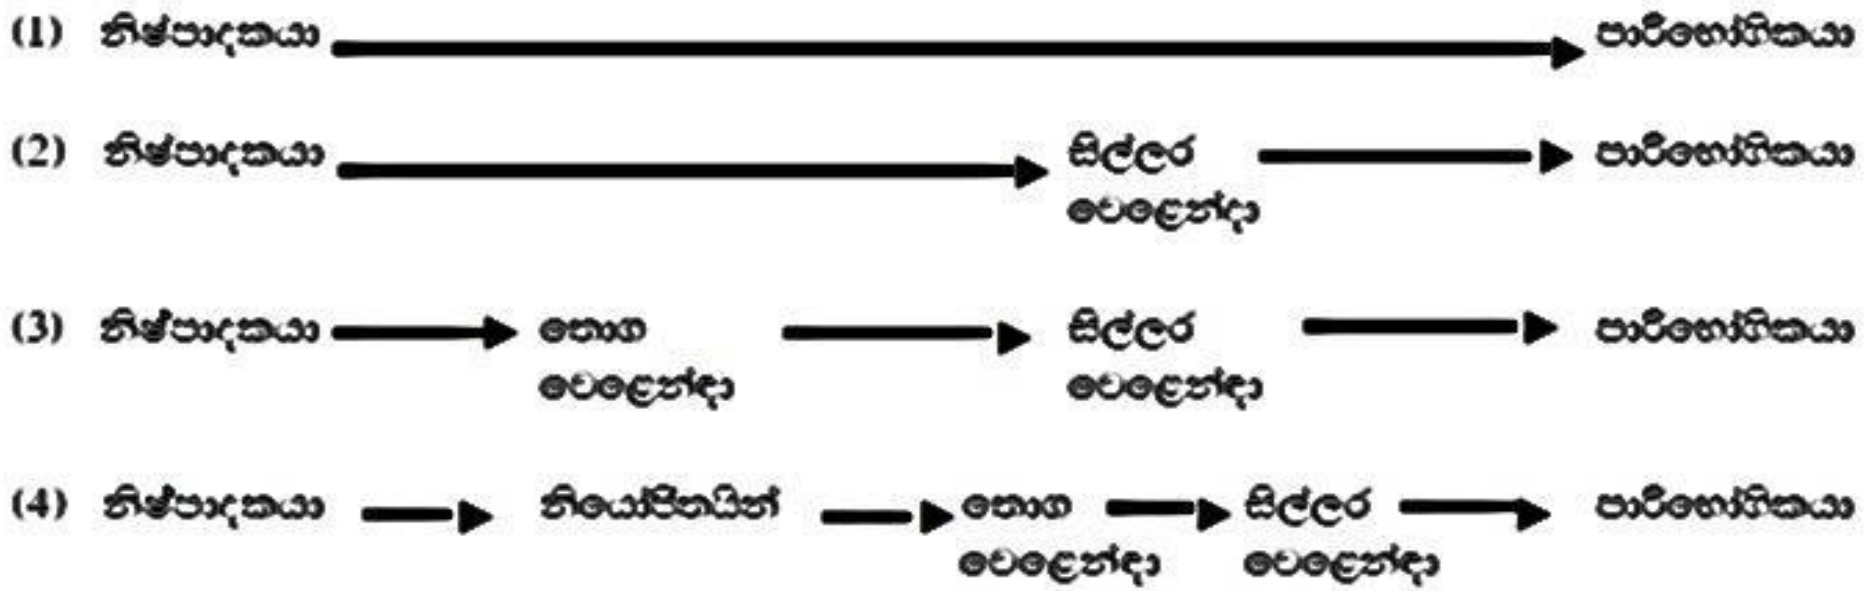 (1) නිෂ්පාදකයා පාරිභෝගිකයා
(2) නිෂ්පාදකයා සිල්ලර පාරිභෝගිකයා
වෙළෙන්දා
(3) නිෂ්පාදකයා තොග සිල්ලර පාරිභෝගිකයා
වෙළෙන්ඳා වෙළෙන්ඳා
(4) නිෂ්පාදකයා නියෝජිතයින් තොග සිල්ලර පාරිභෝගිකයා
වෙළෙන්ඳා වෙළෙන්ඳා